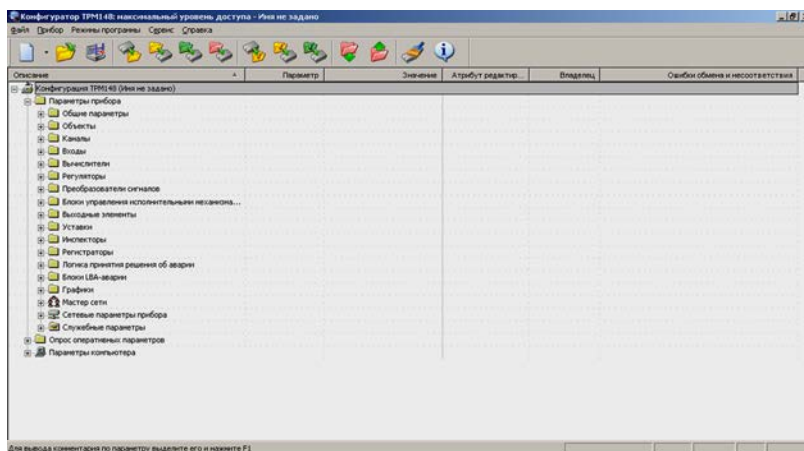 Конфигуратор ТРМ148: максимальный уровень доступа - Имя не задано
Файл Прибор Режимы программы Сервис Справка
Описание Параметр Значение Атрибут редактир... Владелец Ошибки обмена и несоответствия
Конфигурация ТРМ148 (Имя не задано)
Параметры прибора
Общие параметры
Объекты
Каналы
Входы
Вычислители
Регуляторы
Преобразователи сигналов
Блоки управления исполнительными механизма...
Выходные элементы
Уставки
Инспекторы
Регистраторы
Логика принятия решения об аварии
Блоки LBA-аварии
Графики
Мастер сети
Сетевые параметры прибора
Служебные параметры
Опрос оперативных параметров
Параметры компьютера
Для вывода комментария по параметру выделите его и нажмите F1